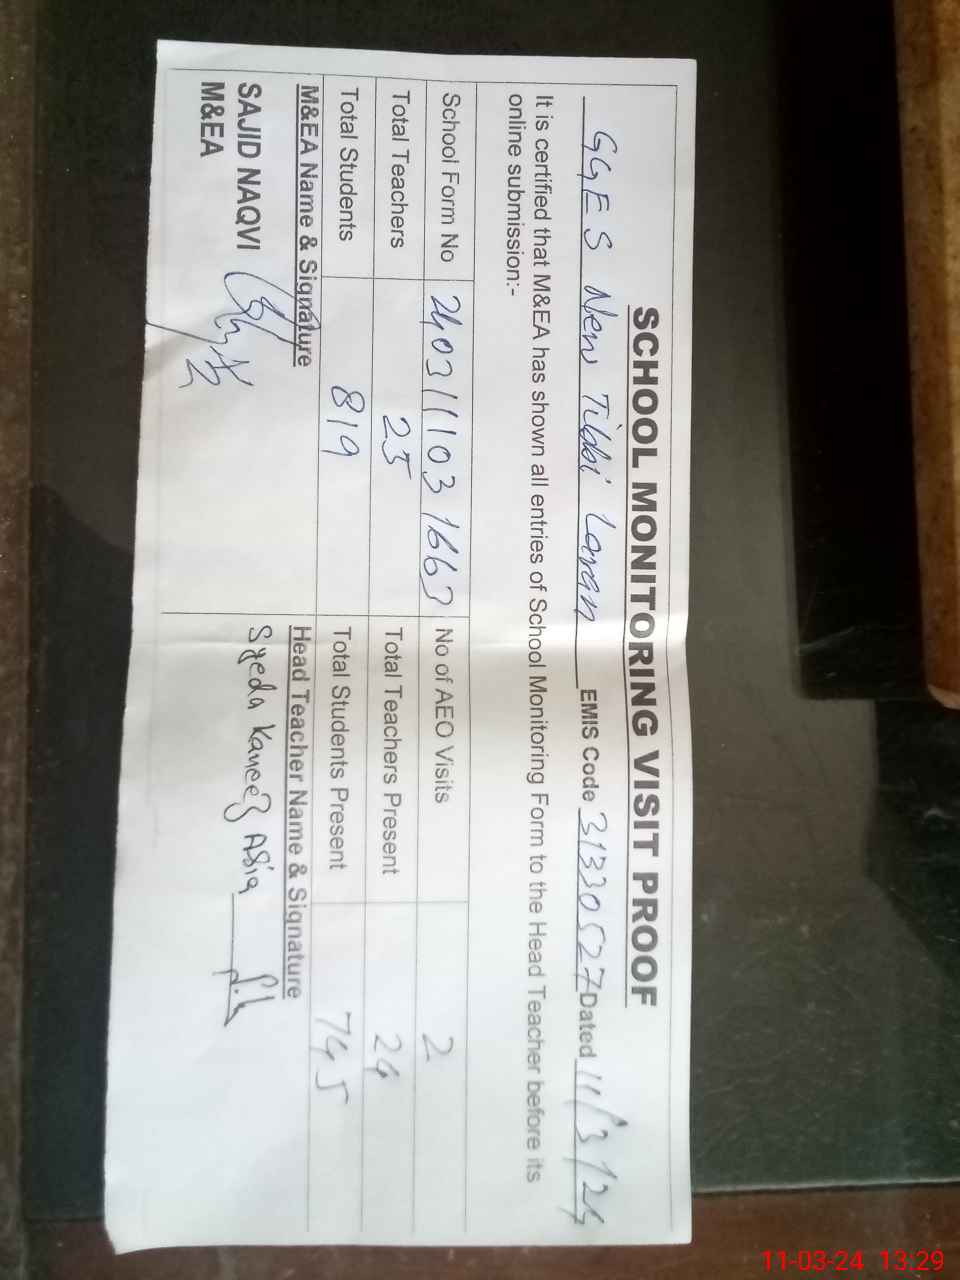 SCHOOL MONITORING VISIT PROOF
GGES New Tibbi Laran EMIS Code 31330527 Dated 11/3/24
It is certified that M&EA has shown all entries of School Monitoring Form to the Head Teacher before its
online submission:-
School Form No 240311103 1663 No of AEO Visits 2
Total Teachers 25 Total Teachers Present 24
Total Students 819 Total Students Present 745
M&EA Name & Signature Head Teacher Name & Signature
SAJID NAQVI Syeda Kaneez Asia
M&EA
11-03-24 13:29